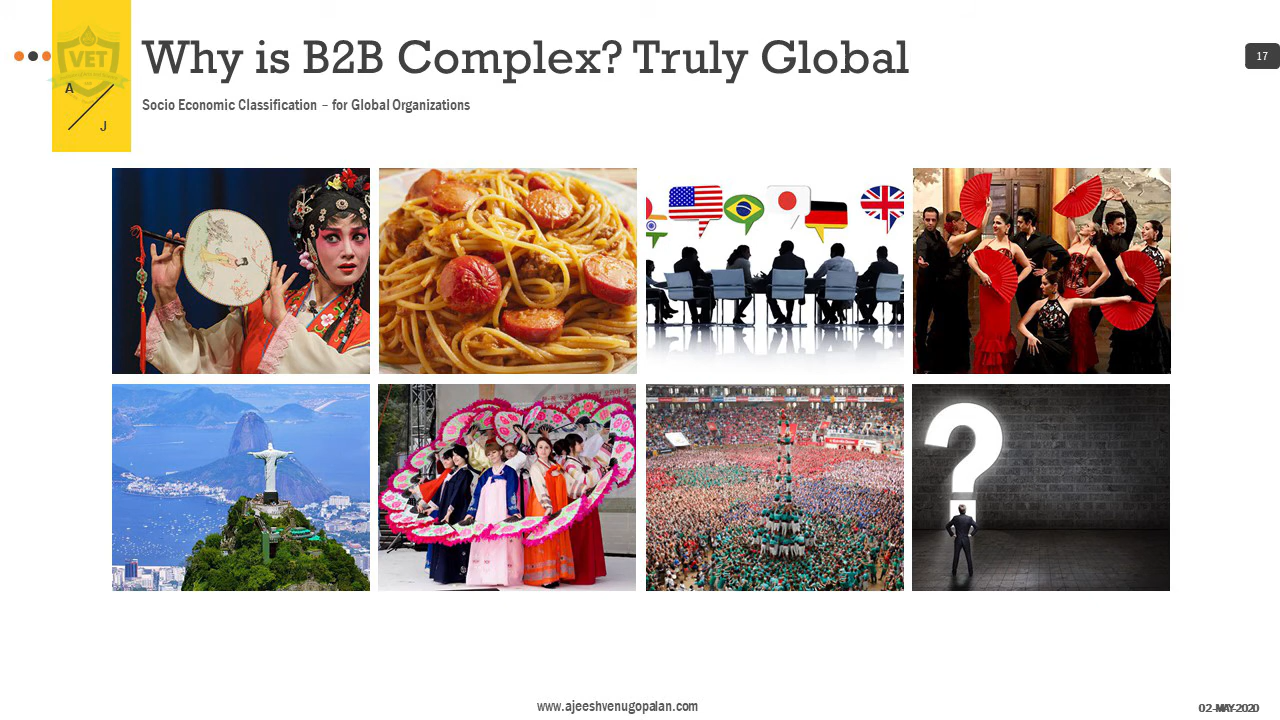 Why is B2B Complex? Truly Global
17
VET
A
J
Socio Economic Classification – for Global Organizations
www.ajeeshvenugopalan.com
02-MAY-2020